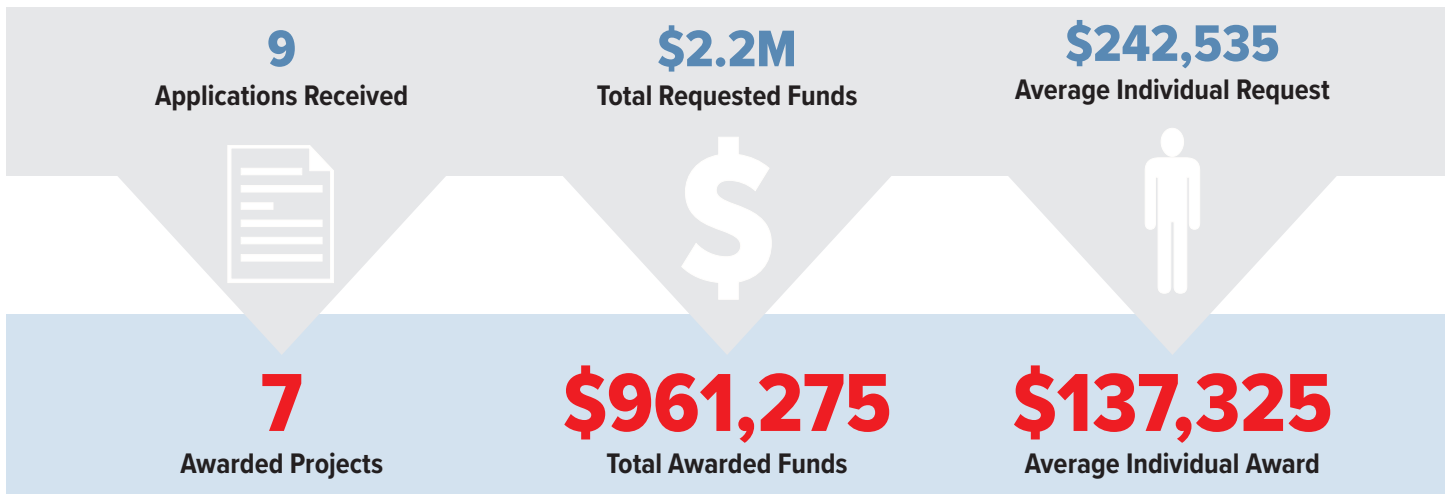 9
Applications Received
$2.2M
Total Requested Funds
$242,535
Average Individual Request
7
Awarded Projects
$961,275
Total Awarded Funds
$137,325
Average Individual Award